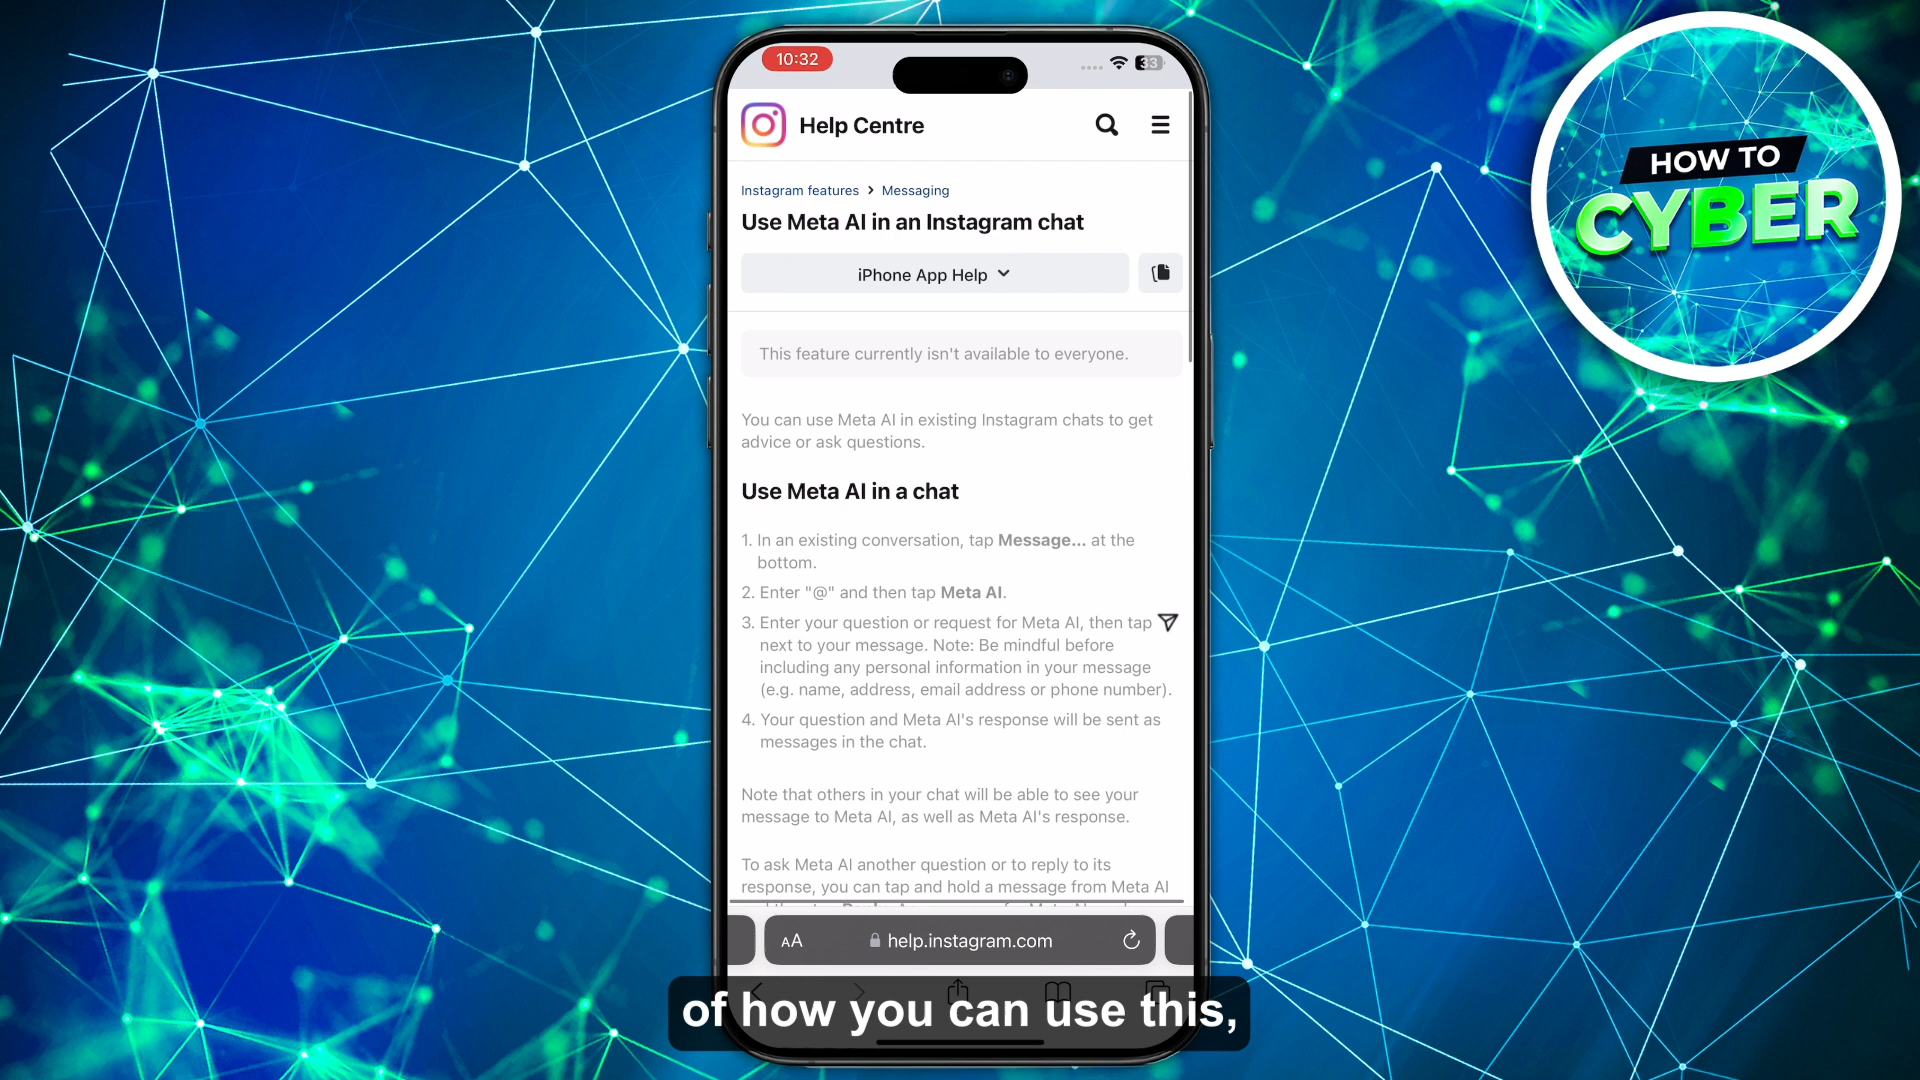 10:32
33
Help Centre
Instagram features > Messaging
Use Meta AI in an Instagram chat
iPhone App Help
This feature currently isn't available to everyone.
You can use Meta AI in existing Instagram chats to get
advice or ask questions.
Use Meta AI in a chat
1. In an existing conversation, tap Message... at the
bottom.
2. Enter "@" and then tap Meta AI.
3. Enter your question or request for Meta AI, then tap
next to your message. Note: Be mindful before
including any personal information in your message
(e.g. name, address, email address or phone number).
4. Your question and Meta AI's response will be sent as
messages in the chat.
Note that others in your chat will be able to see your
message to Meta AI, as well as Meta AI's response.
To ask Meta AI another question or to reply to its
response, you can tap and hold a message from Meta AI
AA help.instagram.com
of how you can use this,
HOW TO
CYBER